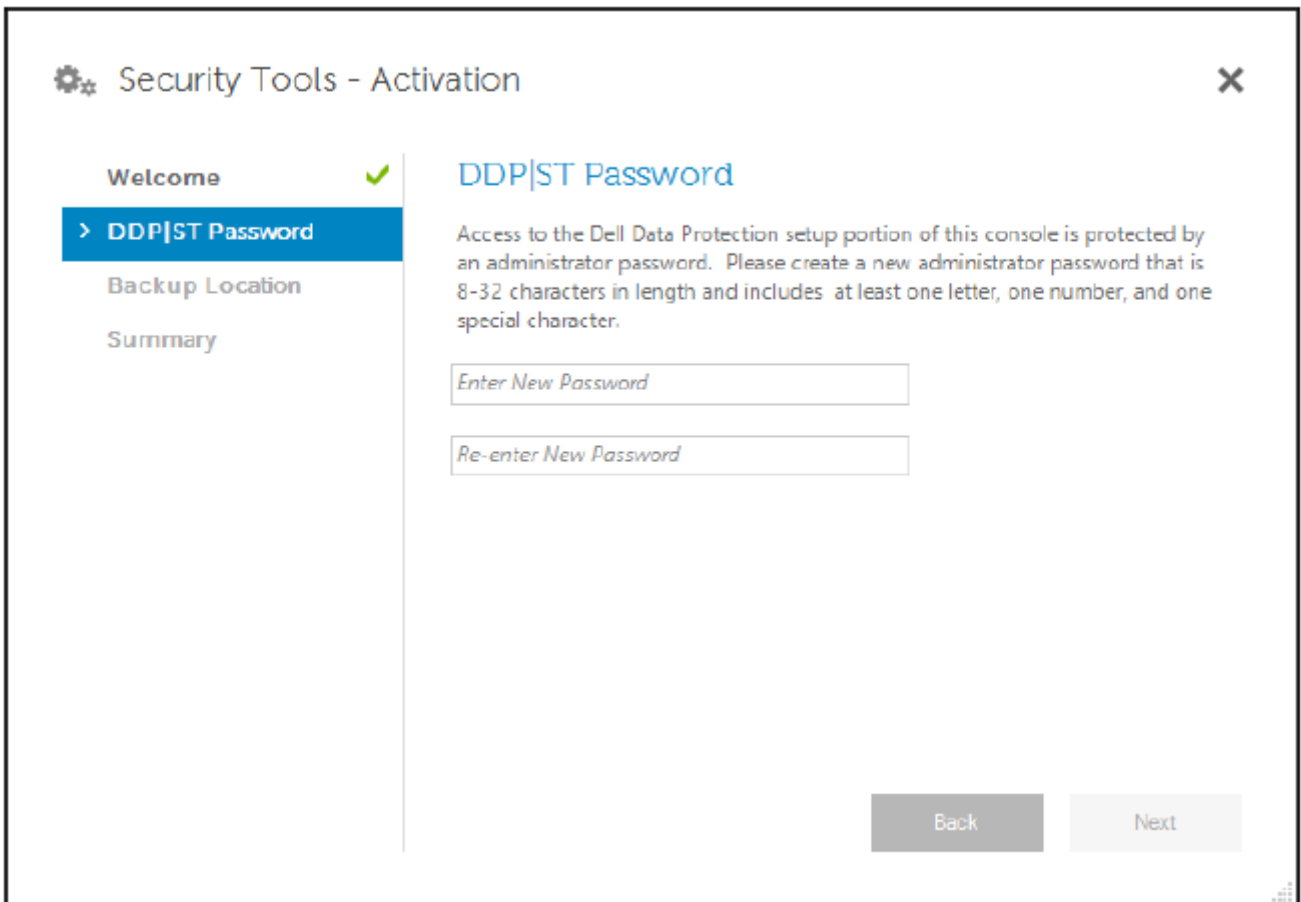 Security Tools - Activation
Welcome
DDP|ST Password
Backup Location
Summary
DDP|ST Password
Access to the Dell Data Protection setup portion of this console is protected by
an administrator password.  Please create a new administrator password that is
8-32 characters in length and includes  at least one letter, one number, and one
special character.
Enter New Password
Re-enter New Password
Back
Next